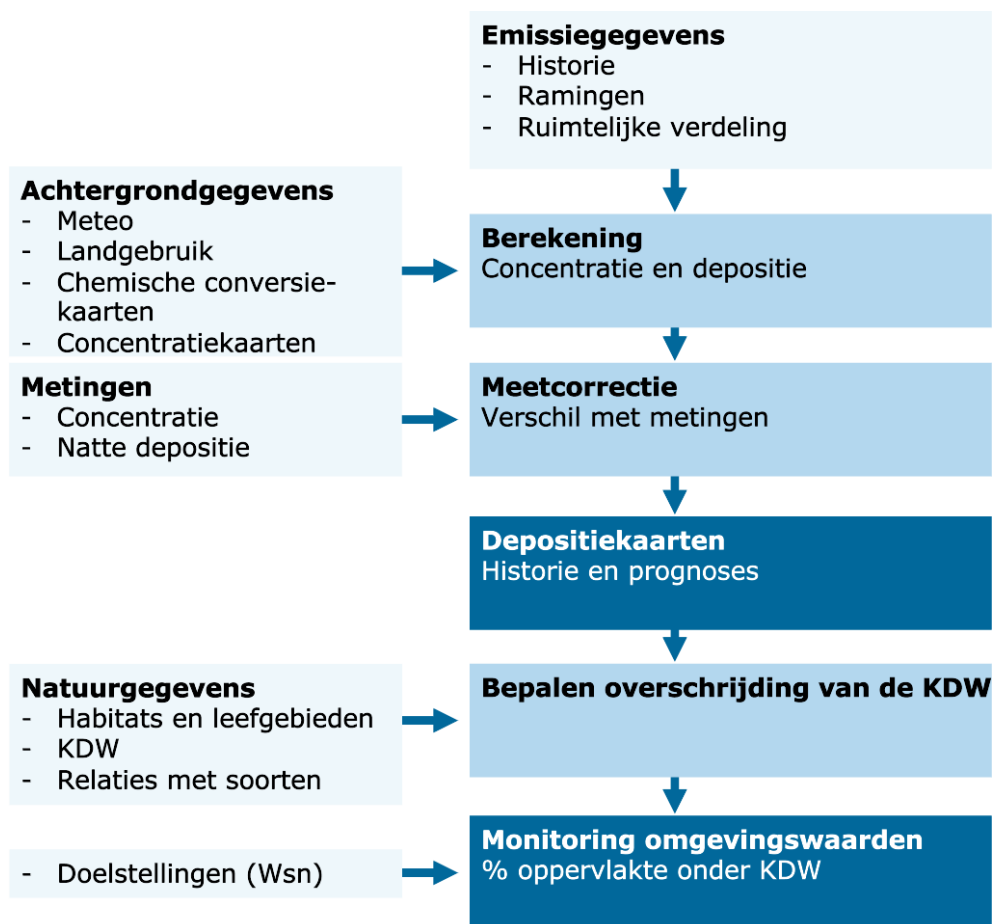 Emissiegegevens
- Historie
- Ramingen
- Ruimtelijke verdeling
Achtergrondgegevens
- Meteo
- Landgebruik
- Chemische conversie-
kaarten
- Concentratiekaarten
Berekening
Concentratie en depositie
Metingen
- Concentratie
- Natte depositie
Meetcorrectie
Verschil met metingen
Depositiekaarten
Historie en prognoses
Natuurgegevens
- Habitats en leefgebieden
- KDW
- Relaties met soorten
Bepalen overschrijding van de KDW
- Doelstellingen (Wsn)
Monitoring omgevingswaarden
% oppervlakte onder KDW